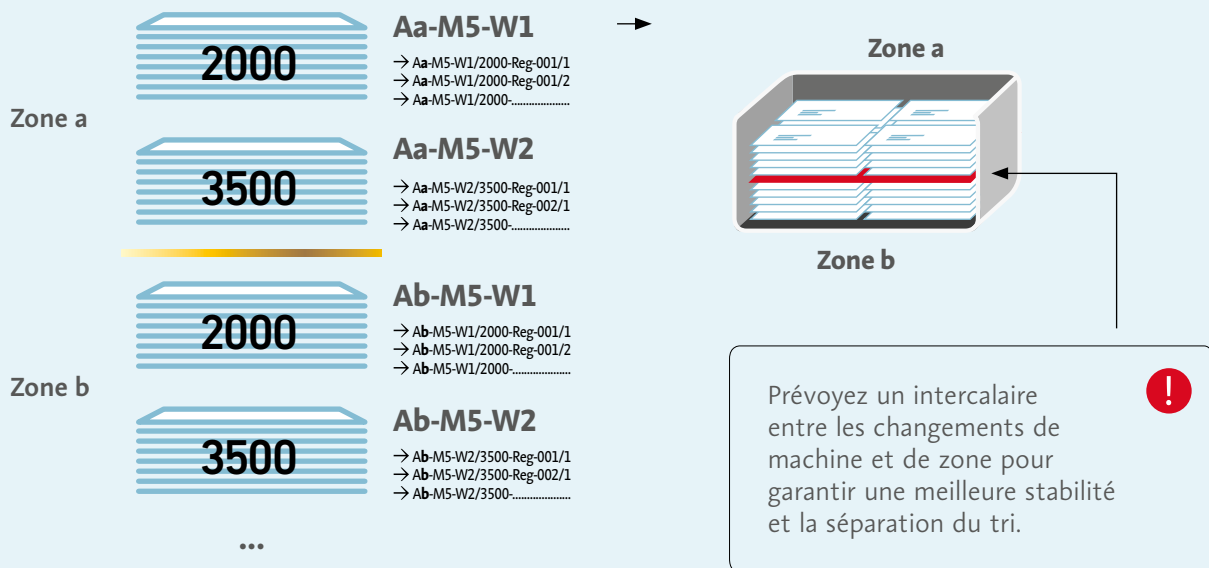 Zone a
2000
Aa-M5-W1
→ Aa-M5-W1/2000-Reg-001/1
→ Aa-M5-W1/2000-Reg-001/2
→ Aa-M5-W1/2000-....................
3500
Aa-M5-W2
→ Aa-M5-W2/3500-Reg-001/1
→ Aa-M5-W2/3500-Reg-002/1
→ Aa-M5-W2/3500-....................
Zone b
2000
Ab-M5-W1
→ Ab-M5-W1/2000-Reg-001/1
→ Ab-M5-W1/2000-Reg-001/2
→ Ab-M5-W1/2000-....................
3500
Ab-M5-W2
→ Ab-M5-W2/3500-Reg-001/1
→ Ab-M5-W2/3500-Reg-002/1
→ Ab-M5-W2/3500-....................
...
Zone a
Zone b
Prévoyez un intercalaire
entre les changements de
machine et de zone pour
garantir une meilleure stabilité
et la séparation du tri.
!